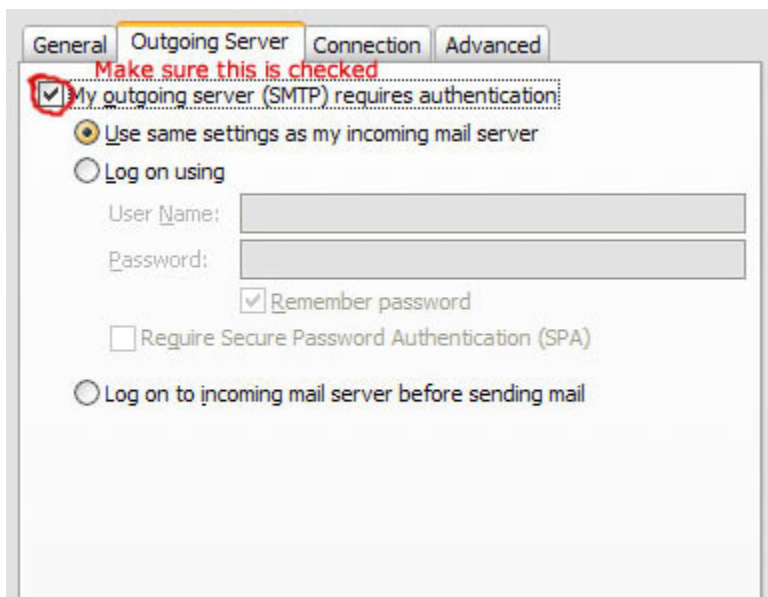 General Outgoing Server Connection Advanced
Make sure this is checked
My outgoing server (SMTP) requires authentication
Use same settings as my incoming mail server
Log on using
User Name:
Password:
Remember password
Require Secure Password Authentication (SPA)
Log on to incoming mail server before sending mail